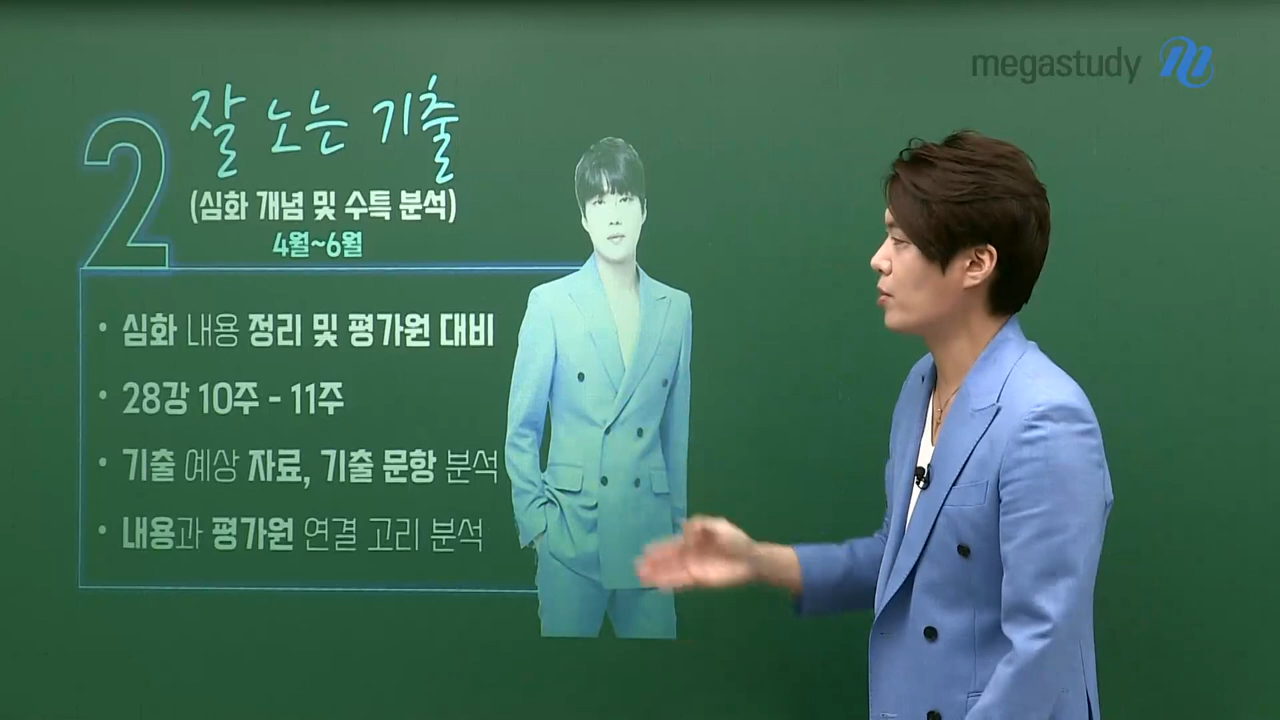 megastudy
2
잘 노는 기출
(심화 개념 및 수특 분석)
4월~6월
• 심화 내용 정리 및 평가원 대비
• 28강 10주 - 11주
• 기출 예상 자료, 기출 문항 분석
• 내용과 평가원 연결 고리 분석